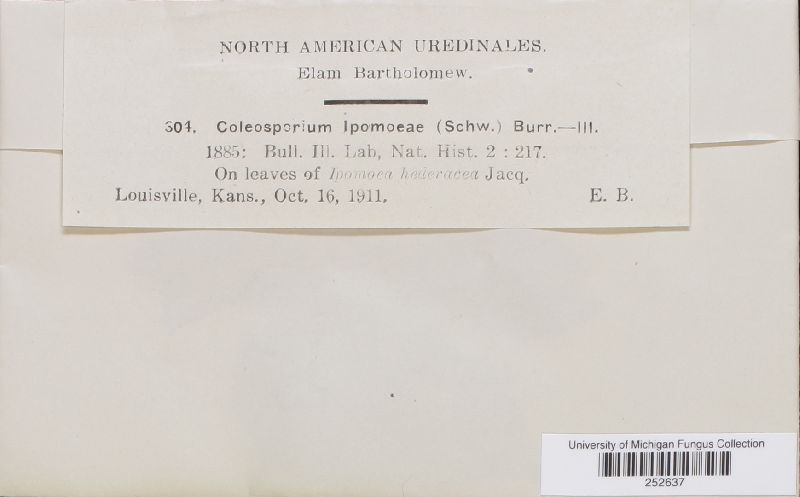 NORTH AMERICAN UREDINALES.
Elam Bartholomew.
304. Coleosporium Ipomoeae (Schw.) Burr.—III.
1885: Bull. Ill. Lab, Nat. Hist. 2 : 217.
On leaves of Ipomoea hederacea Jacq.
Louisville, Kans., Oct. 16, 1911.
E. B.
University of Michigan Fungus Collection
252637